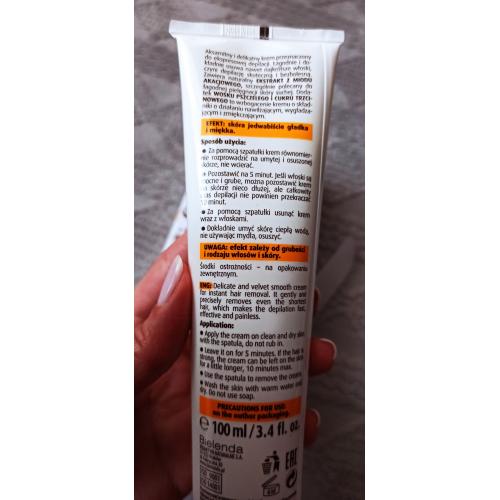 Aksamitny i delikatny krem przeznaczony
do ekspresowej depilacji. Łagodnie i do-
kładnie usuwa nawet najkrótsze włoski,
czyniąc depilację skuteczną i bezbolesną.
Zawiera naturalny EKSTRAKT Z MIODU
AKACJOWEGO, szczególnie polecany do
łagodnej pielęgnacji skóry suchej. Doda-
tek WOSKU PSZCZELEGO i CUKRU TRZCI-
NOWEGO to wzbogacenie kremu o skład-
niki o działaniu nawilżającym, wygładza-
jącym i zmiękczającym.
EFEKT: skóra jedwabiście gładka
i miękka.
Sposób użycia:
● Za pomocą szpatułki krem równomier-
nie rozprowadzić na umytej i osuszonej
skórze, nie wcierać.
Pozostawić na 5 minut. Jeśli włoski są
mocne i grube, można pozostawić krem
na skórze nieco dłużej, ale całkowity
czas depilacji nie powinien przekraczać
10 minut.
● Za pomocą szpatułki usunąć krem
wraz z włoskami.
● Dokładnie umyć skórę ciepłą wodą,
nie używając mydła, osuszyć.
UWAGA: efekt zależy od grubości
i rodzaju włosów i skóry.
Środki ostrożności – na opakowaniu
zewnętrznym.
ENG: Delicate and velvet smooth cream
for instant hair removal. It gently and
precisely removes even the shortest
hair, which makes the depilation fast,
effective and painless.
Application:
● Apply the cream on clean and dry skin
with the spatula, do not rub in.
● Leave it on for 5 minutes. If the hair is
strong, the cream can be left on the skin
for a little longer, 10 minutes max.
● Use the spatula to remove the cream.
● Wash the skin with warm water and
dry. Do not use soap.
PRECAUTIONS FOR USE
on the outher packaging.
e 100 ml / 3.4 fl. oz.
Bielenda
EAC